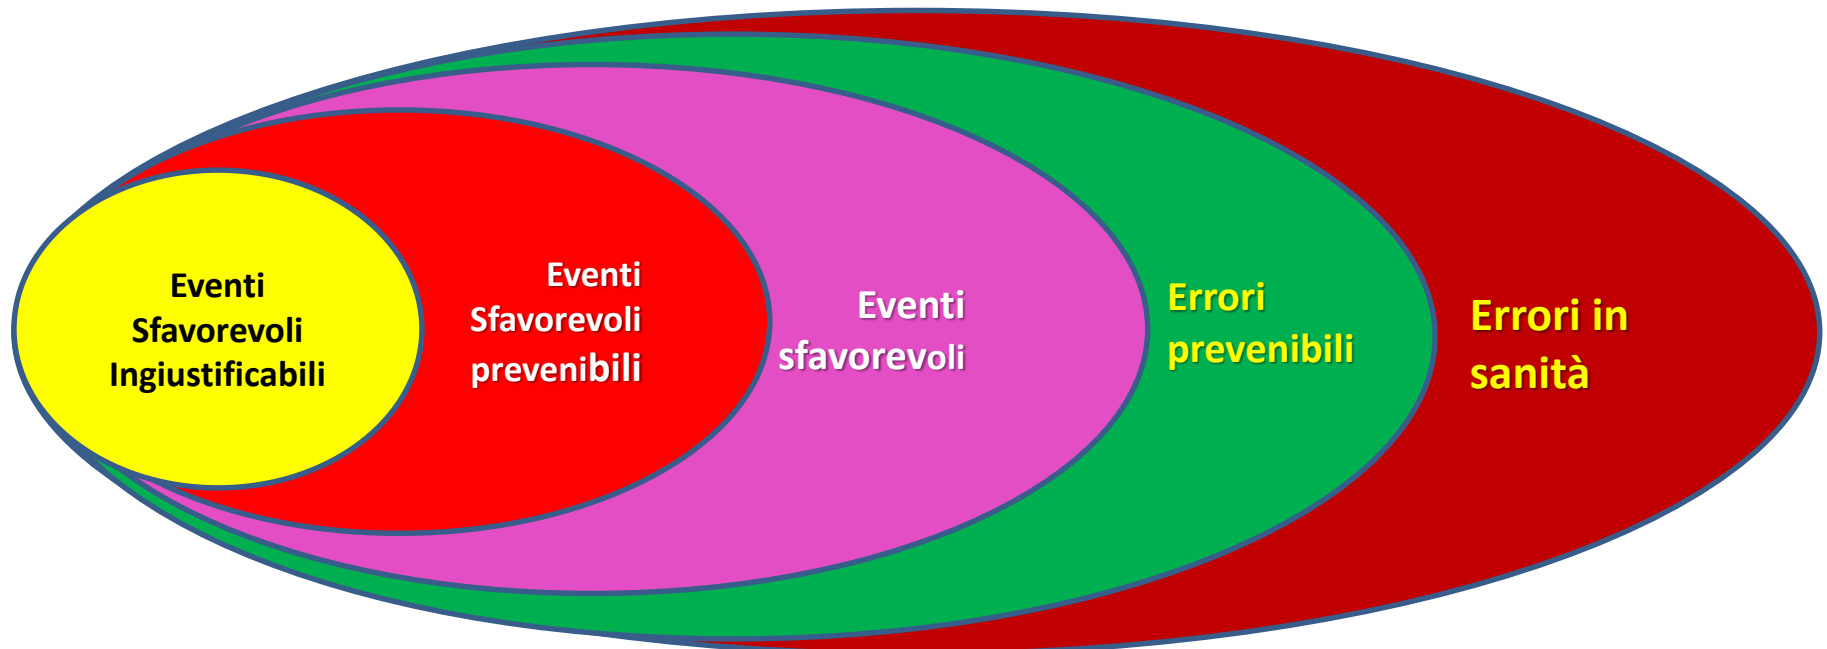 Eventi
Sfavorevoli
Ingiustificabili
Eventi
Sfavorevoli
prevenibili
Eventi
sfavorevoli
Errori
prevenibili
Errori in
sanità